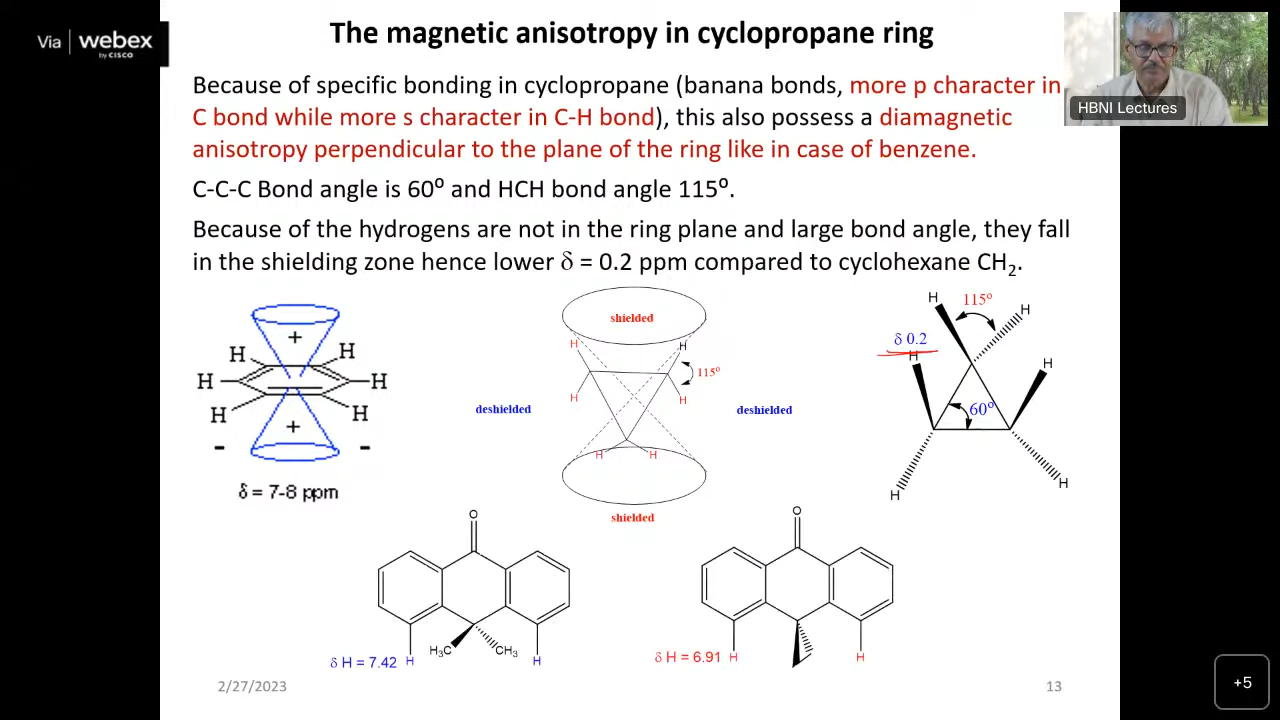 Via webex
by CISCO
The magnetic anisotropy in cyclopropane ring
HBNI Lectures
Because of specific bonding in cyclopropane (banana bonds, more p character in
C bond while more s character in C-H bond), this also possess a diamagnetic
anisotropy perpendicular to the plane of the ring like in case of benzene.
C-C-C Bond angle is 60⁰ and HCH bond angle 115⁰.
Because of the hydrogens are not in the ring plane and large bond angle, they fall
in the shielding zone hence lower δ = 0.2 ppm compared to cyclohexane CH₂.
+
H H
H H
H H
+
- -
δ = 7-8 ppm
shielded
H H
115⁰
H H
deshielded deshielded
H H
shielded
H 115⁰ H
δ 0.2
H H
60⁰
H H
O
H₃C CH₃
δ H = 7.42 H H
O
δ H = 6.91 H H
2/27/2023
13
+5